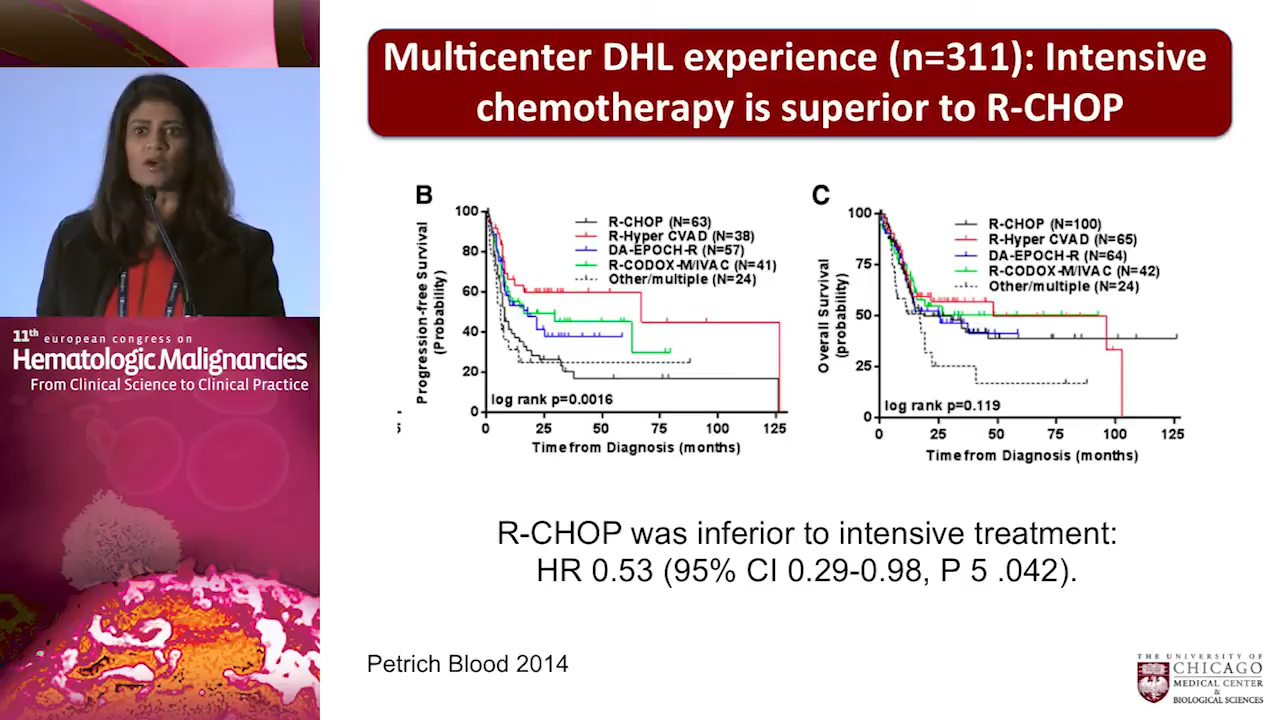 Multicenter DHL experience (n=311): Intensive
chemotherapy is superior to R-CHOP
B
Progression-free Survival
(Probability)
100
80
60
40
20
0
R-CHOP (N=63)
R-Hyper CVAD (N=38)
DA-EPOCH-R (N=57)
R-CODOX-M/IVAC (N=41)
Other/multiple (N=24)
log rank p=0.0016
0 25 50 75 100 125
Time from Diagnosis (months)
C
Overall Survival
(probability)
100
75
50
25
0
R-CHOP (N=100)
R-Hyper CVAD (N=65)
DA-EPOCH-R (N=64)
R-CODOX-M/IVAC (N=42)
Other/multiple (N=24)
log rank p=0.119
0 25 50 75 100 125
Time from Diagnosis (months)
R-CHOP was inferior to intensive treatment:
HR 0.53 (95% CI 0.29-0.98, P 5 .042).
Petrich Blood 2014
THE UNIVERSITY OF
CHICAGO
MEDICAL CENTER
&
BIOLOGICAL SCIENCES
11th european congress on
Hematologic Malignancies
From Clinical Science to Clinical Practice